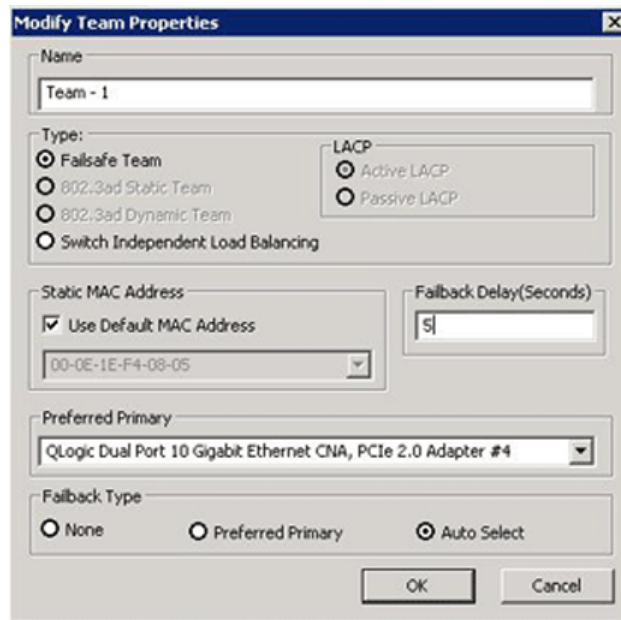 Modify Team Properties
Name
Team - 1
Type:
Failsafe Team
802.3ad Static Team
802.3ad Dynamic Team
Switch Independent Load Balancing
LACP
Active LACP
Passive LACP
Static MAC Address
Use Default MAC Address
00-0E-1E-F4-08-05
Failback Delay(Seconds)
5
Preferred Primary
QLogic Dual Port 10 Gigabit Ethernet CNA, PCIe 2.0 Adapter #4
Failback Type
None
Preferred Primary
Auto Select
OK
Cancel